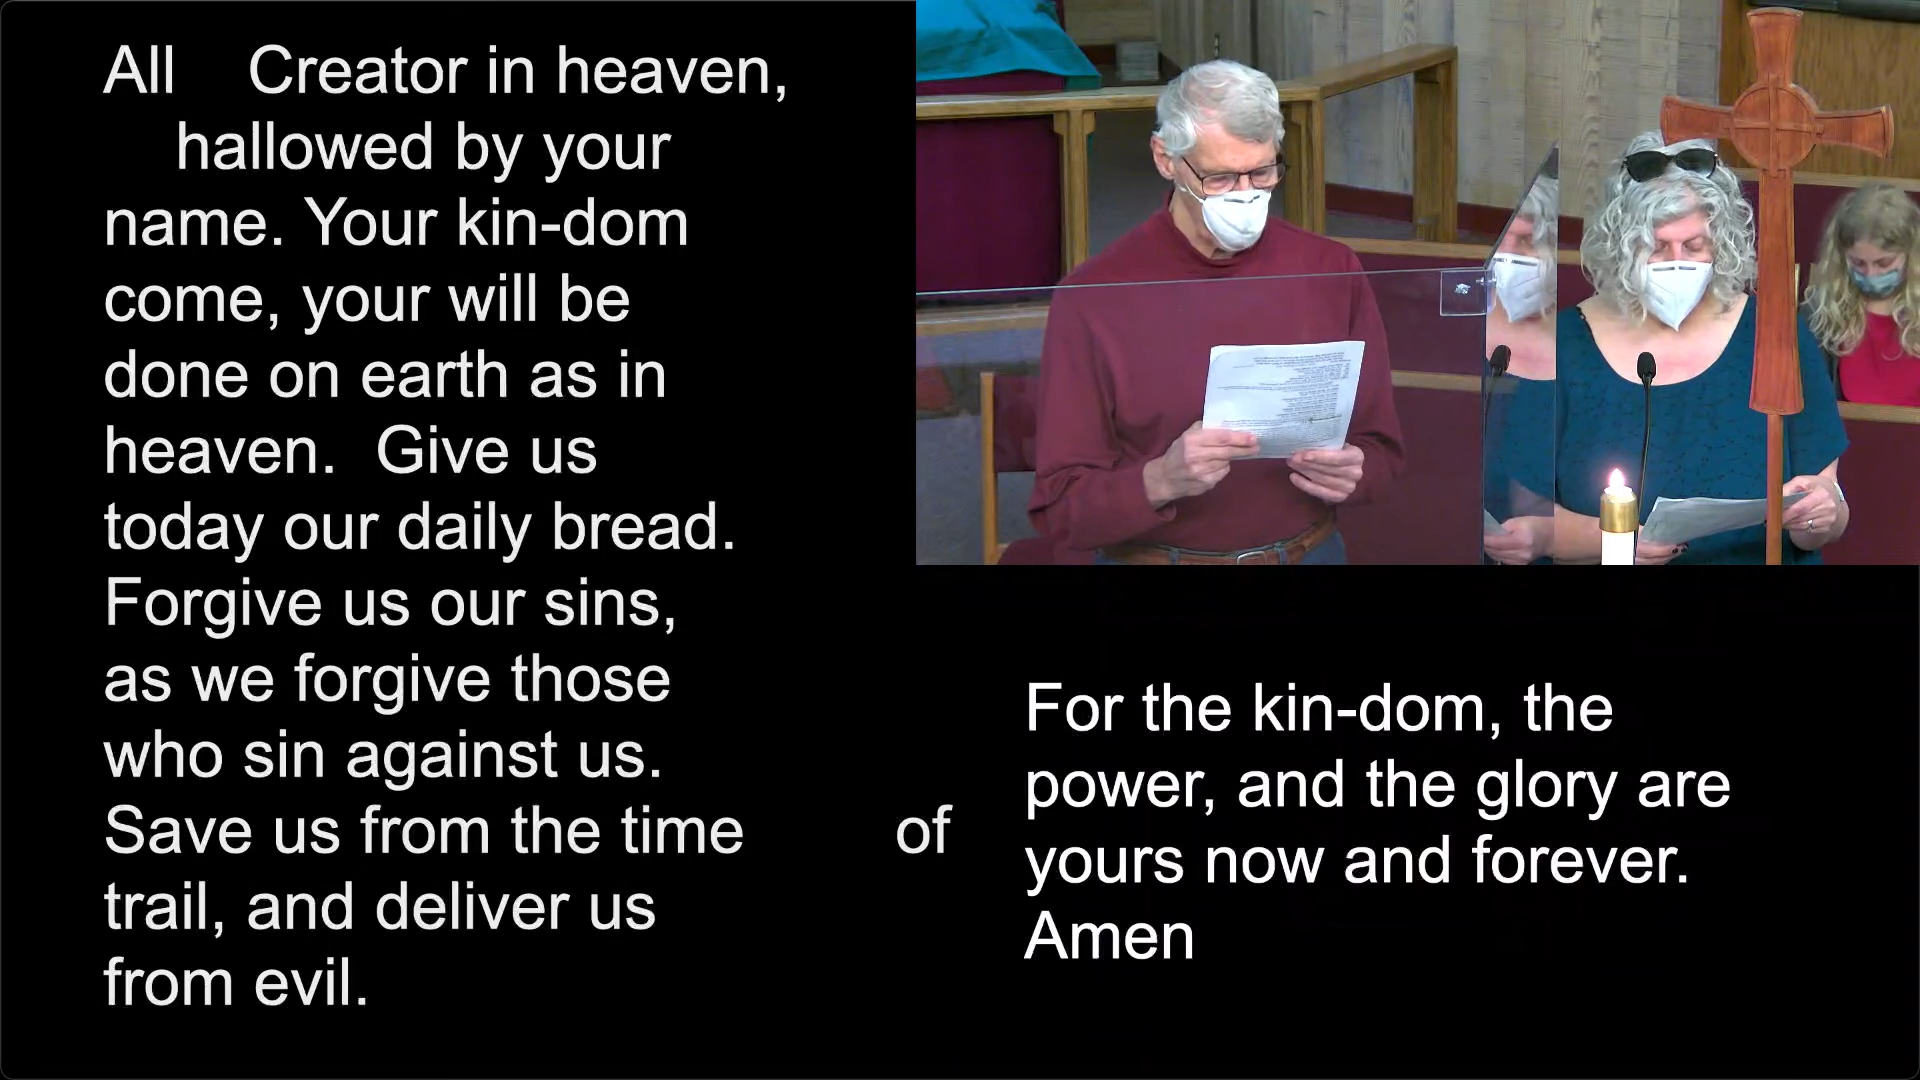 All Creator in heaven,
hallowed by your
name. Your kin-dom
come, your will be
done on earth as in
heaven. Give us
today our daily bread.
Forgive us our sins,
as we forgive those
who sin against us.
Save us from the time of
trail, and deliver us
from evil.
For the kin-dom, the
power, and the glory are
yours now and forever.
Amen